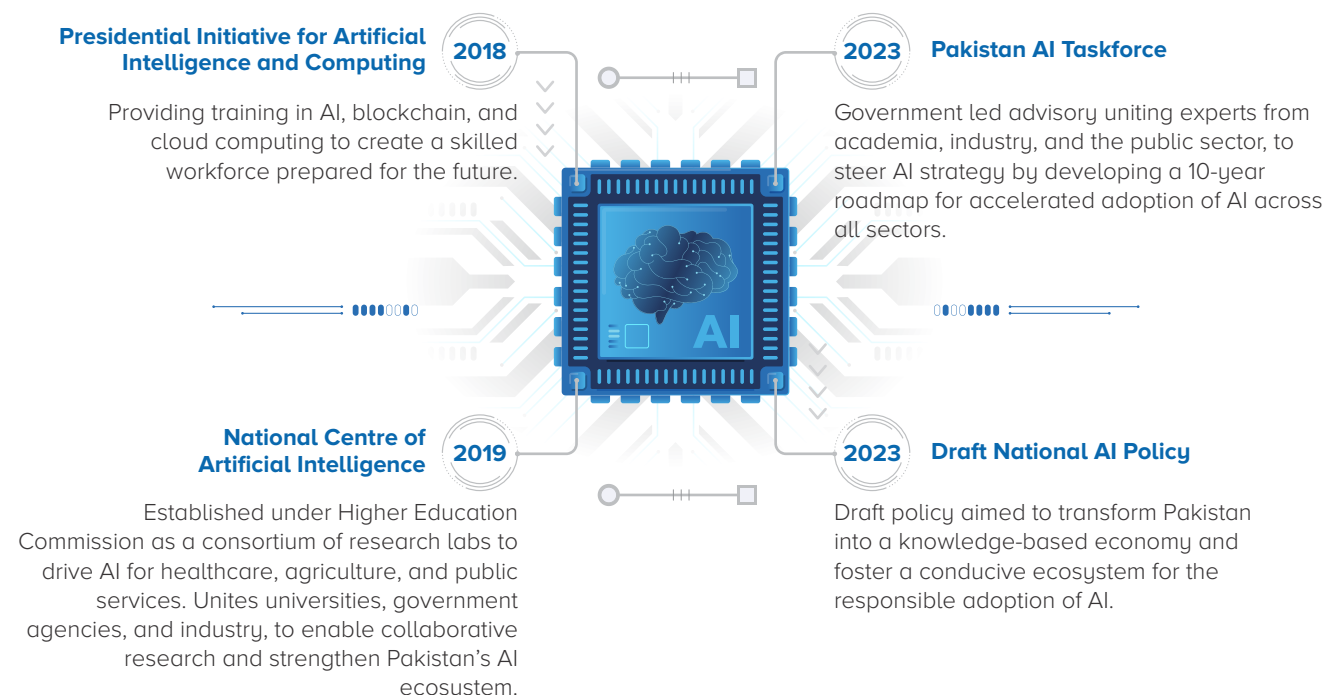 Presidential Initiative for Artificial
Intelligence and Computing
2018
Providing training in AI, blockchain, and
cloud computing to create a skilled
workforce prepared for the future.
2023
Pakistan AI Taskforce
Government led advisory uniting experts from
academia, industry, and the public sector, to
steer AI strategy by developing a 10-year
roadmap for accelerated adoption of AI across
all sectors.
AI
National Centre of
Artificial Intelligence
2019
Established under Higher Education
Commission as a consortium of research labs to
drive AI for healthcare, agriculture, and public
services. Unites universities, government
agencies, and industry, to enable collaborative
research and strengthen Pakistan’s AI
ecosystem.
2023
Draft National AI Policy
Draft policy aimed to transform Pakistan
into a knowledge-based economy and
foster a conducive ecosystem for the
responsible adoption of AI.